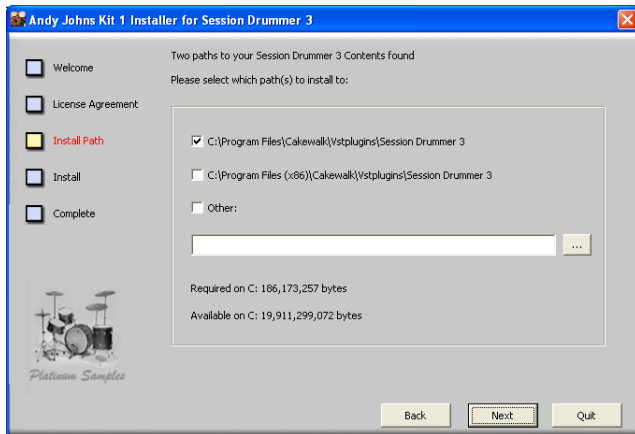 Andy Johns Kit 1 Installer for Session Drummer 3
Two paths to your Session Drummer 3 Contents found
Please select which path(s) to install to:
Welcome
License Agreement
Install Path
Install
Complete
C:\Program Files\Cakewalk\Vstplugins\Session Drummer 3
C:\Program Files (x86)\Cakewalk\Vstplugins\Session Drummer 3
Other:
...
Required on C: 186,173,257 bytes
Available on C: 19,911,299,072 bytes
Platinum Samples
Back Next Quit